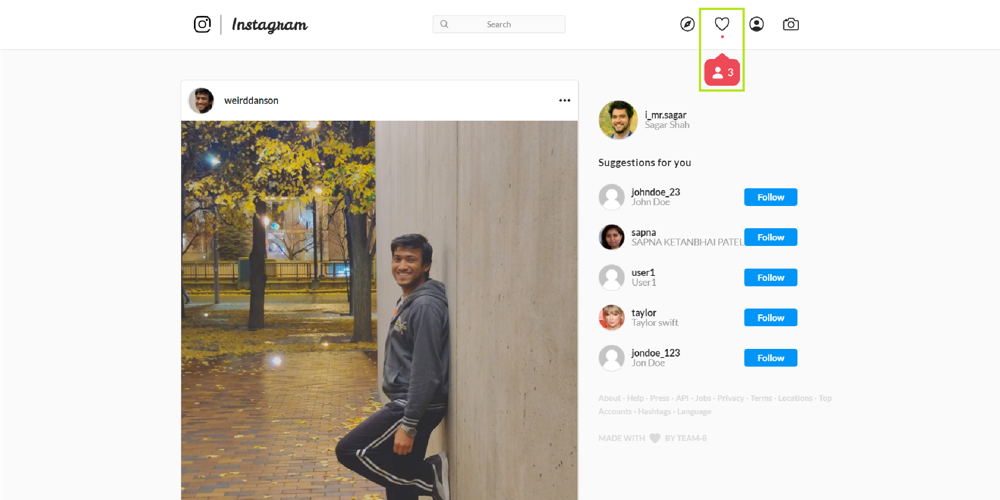 Instagram
Search
3
weirddanson
i_mr.sagar
Sagar Shah
Suggestions for you
johndoe_23
John Doe
Follow
sapna
SAPNA KETANBHAI PATEL
Follow
user1
User1
Follow
taylor
Taylor swift
Follow
jondoe_123
Jon Doe
Follow
About · Help · Press · API · Jobs · Privacy · Terms · Locations · Top
Accounts · Hashtags · Language
MADE WITH BY TEAM-8